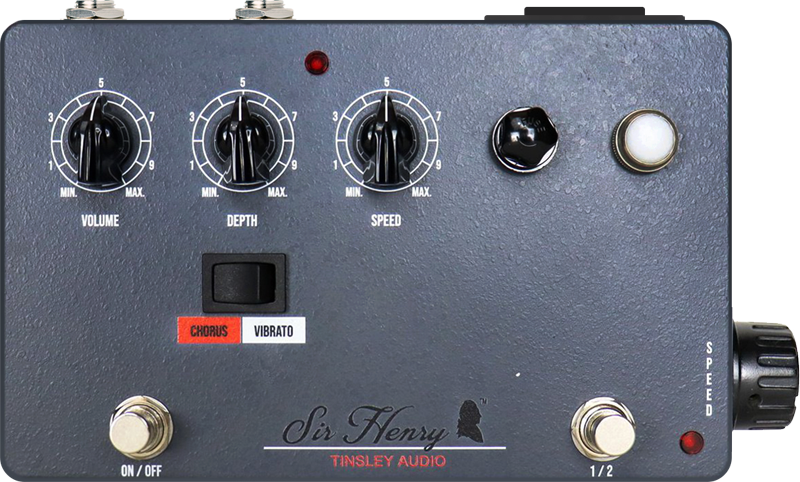 5 5 5
3 7 3 7 3 7
1 9 1 9 1 9
MIN. MAX. MIN. MAX. MIN. MAX.
VOLUME DEPTH SPEED
CHORUS VIBRATO
SPEED
Sir Henry TM
TINSLEY AUDIO
ON / OFF 1 / 2